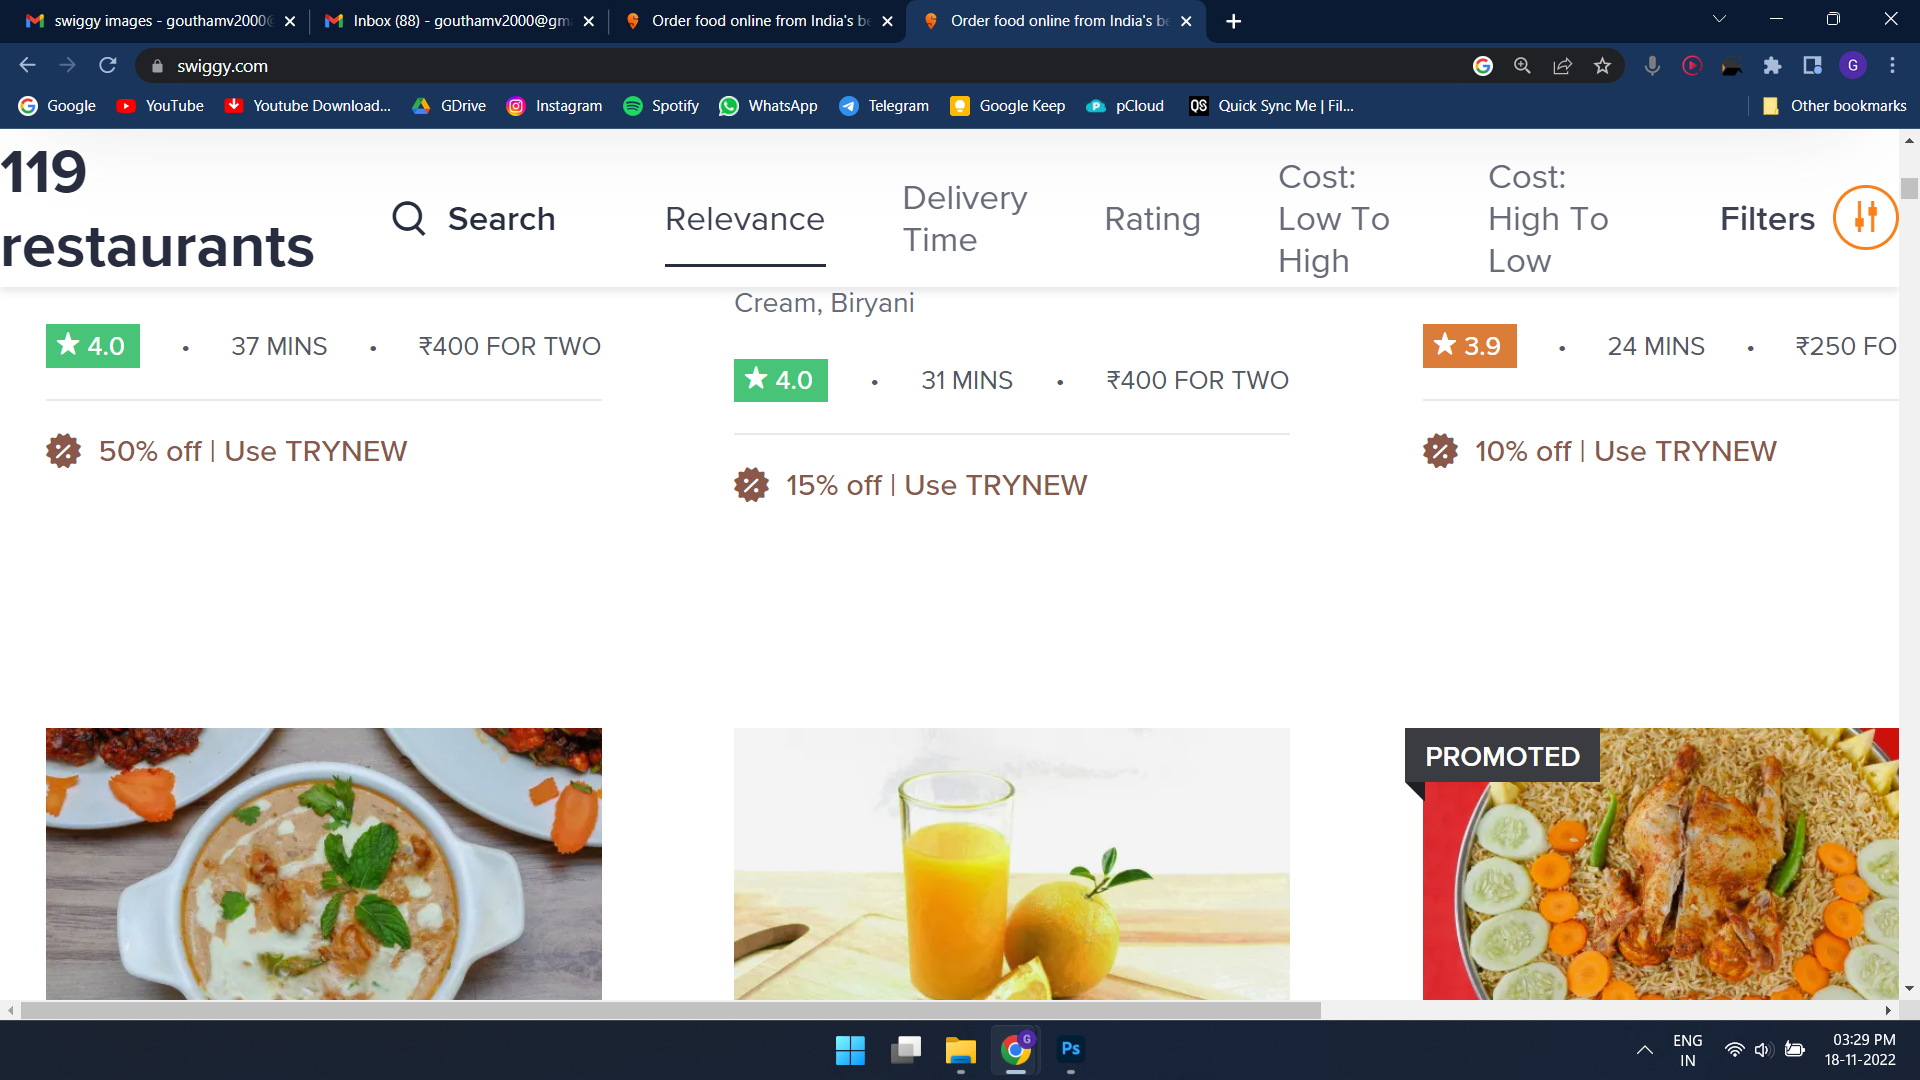 swiggy images - gouthamv2000@
Inbox (88) - gouthamv2000@gm
Order food online from India's be
Order food online from India's be
swiggy.com
G
Google
YouTube
Youtube Download...
GDrive
Instagram
Spotify
WhatsApp
Telegram
Google Keep
pCloud
QS Quick Sync Me | Fil...
Other bookmarks
119
restaurants
Search
Relevance
Delivery
Time
Rating
Cost:
Low To
High
Cost:
High To
Low
Filters
Cream, Biryani
★ 4.0 • 37 MINS • ₹400 FOR TWO
★ 4.0 • 31 MINS • ₹400 FOR TWO
★ 3.9 • 24 MINS • ₹250 FO
50% off | Use TRYNEW
15% off | Use TRYNEW
10% off | Use TRYNEW
PROMOTED
G
Ps
ENG
IN
03:29 PM
18-11-2022